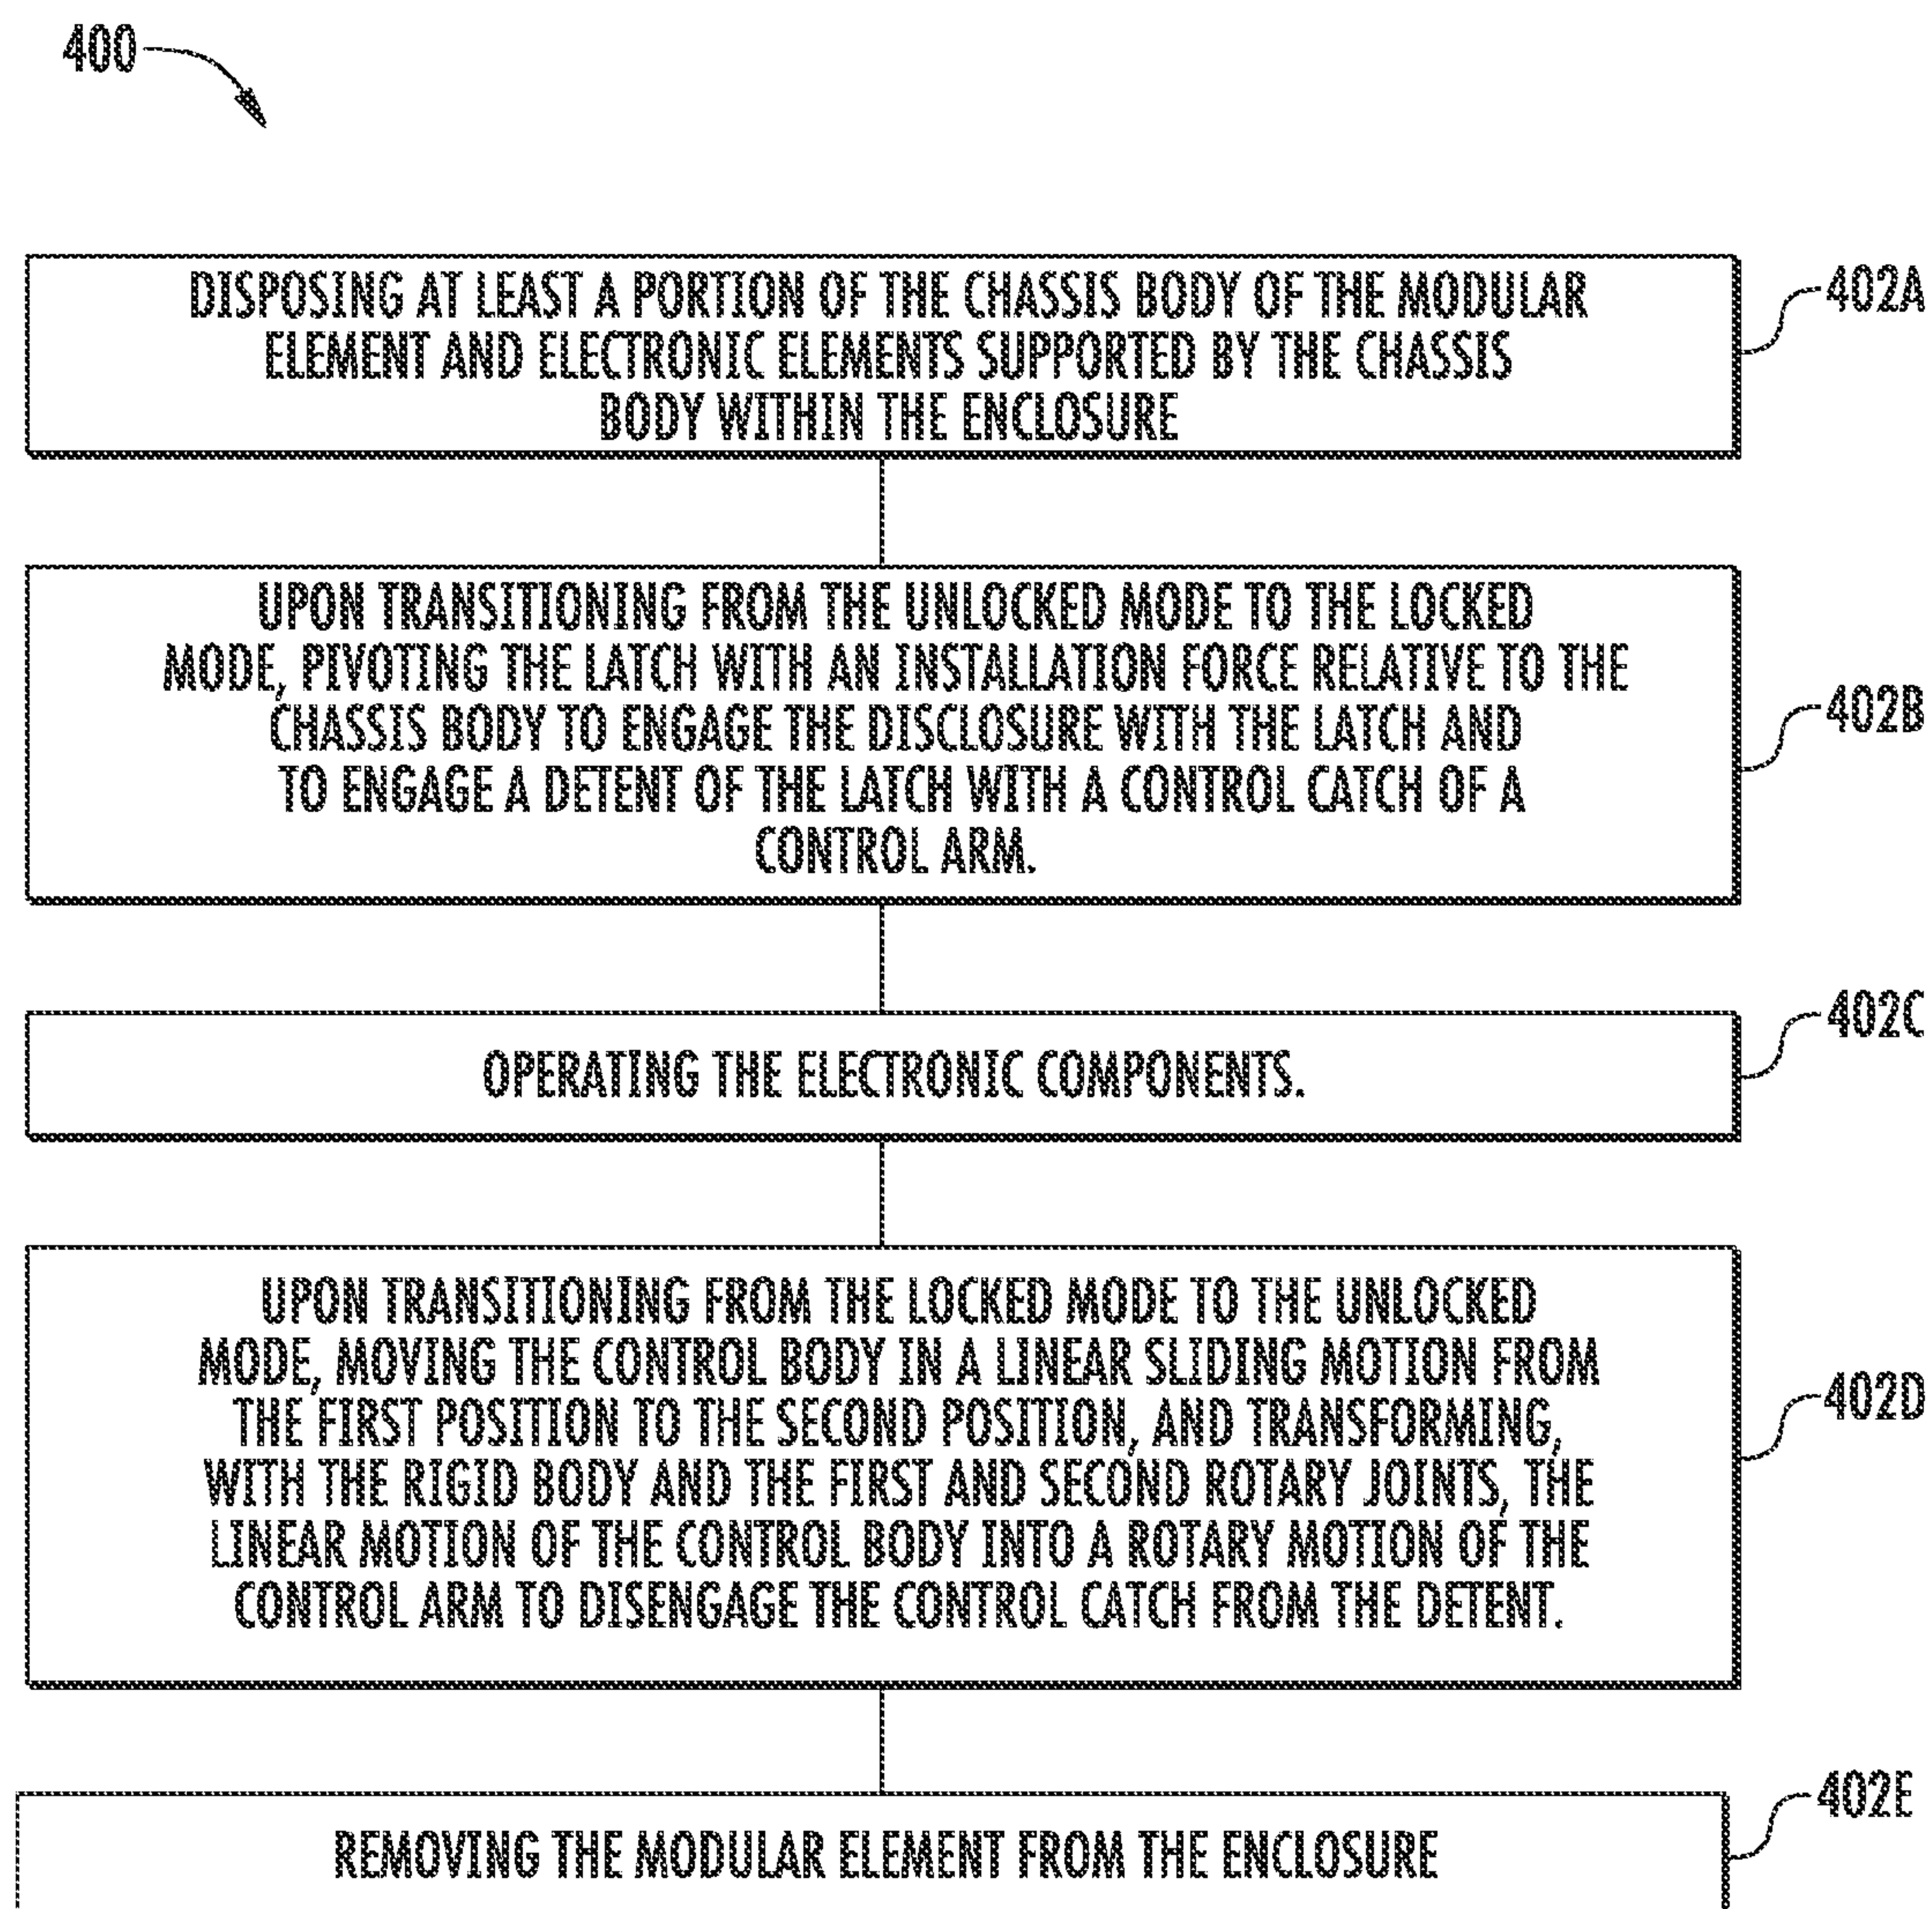 400
DISPOSING AT LEAST A PORTION OF THE CHASSIS BODY OF THE MODULAR
ELEMENT AND ELECTRONIC ELEMENTS SUPPORTED BY THE CHASSIS
BODY WITHIN THE ENCLOSURE
402A
UPON TRANSITIONING FROM THE UNLOCKED MODE TO THE LOCKED
MODE, PIVOTING THE LATCH WITH AN INSTALLATION FORCE RELATIVE TO THE
CHASSIS BODY TO ENGAGE THE DISCLOSURE WITH THE LATCH AND
TO ENGAGE A DETENT OF THE LATCH WITH A CONTROL CATCH OF A
CONTROL ARM.
402B
OPERATING THE ELECTRONIC COMPONENTS.
402C
UPON TRANSITIONING FROM THE LOCKED MODE TO THE UNLOCKED
MODE, MOVING THE CONTROL BODY IN A LINEAR SLIDING MOTION FROM
THE FIRST POSITION TO THE SECOND POSITION, AND TRANSFORMING,
WITH THE RIGID BODY AND THE FIRST AND SECOND ROTARY JOINTS, THE
LINEAR MOTION OF THE CONTROL BODY INTO A ROTARY MOTION OF THE
CONTROL ARM TO DISENGAGE THE CONTROL CATCH FROM THE DETENT.
402D
REMOVING THE MODULAR ELEMENT FROM THE ENCLOSURE
402E